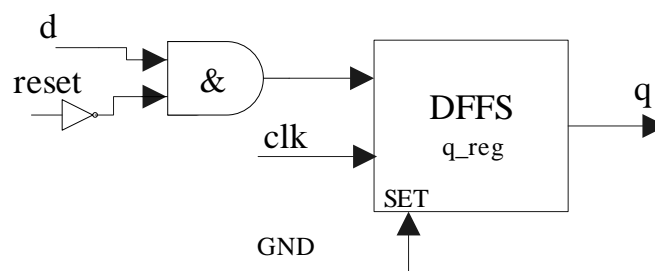 d
reset
&
clk
DFFS
q_reg
SET
q
GND